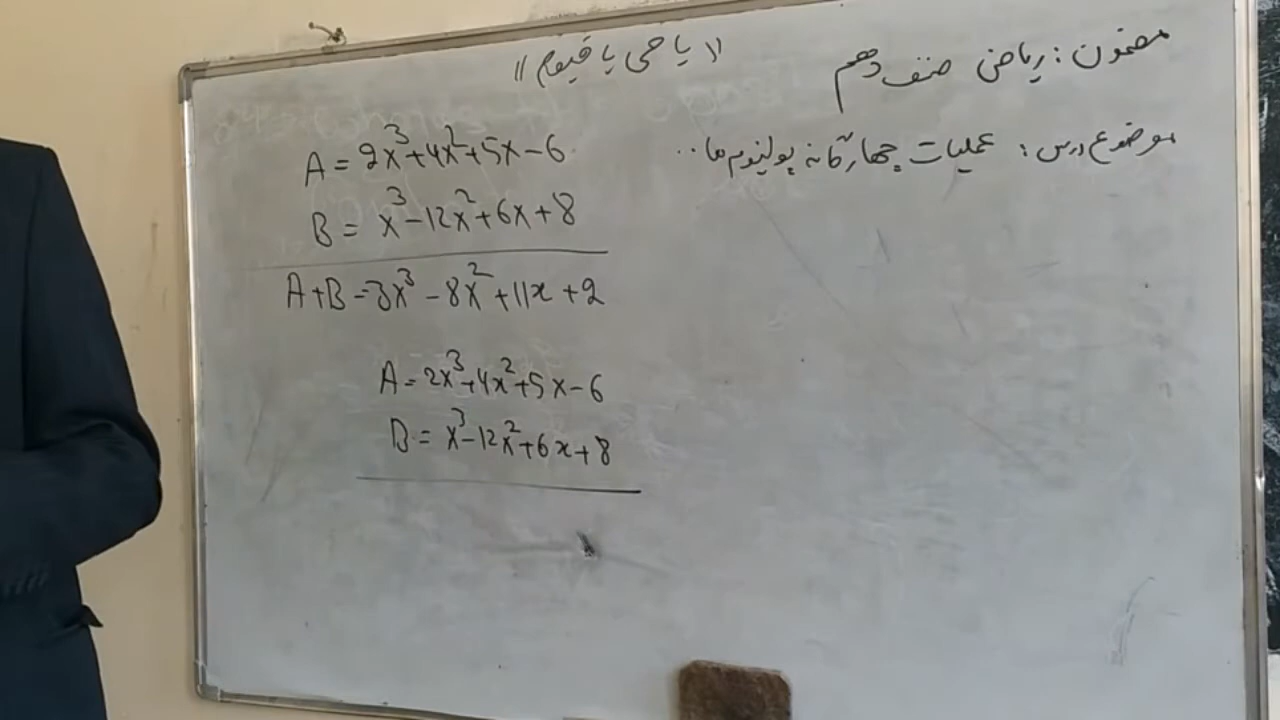 "یا حی یا قیوم"
مضمون: ریاضی صنف دهم
موضوع درس: عملیات چهارگانه پولینوم ها..
A = 2x³+4x²+5x-6
B = x³-12x²+6x+8
A+B=3x³-8x²+11x+2
A=2x³+4x²+5x-6
B = x³-12x²+6x+8